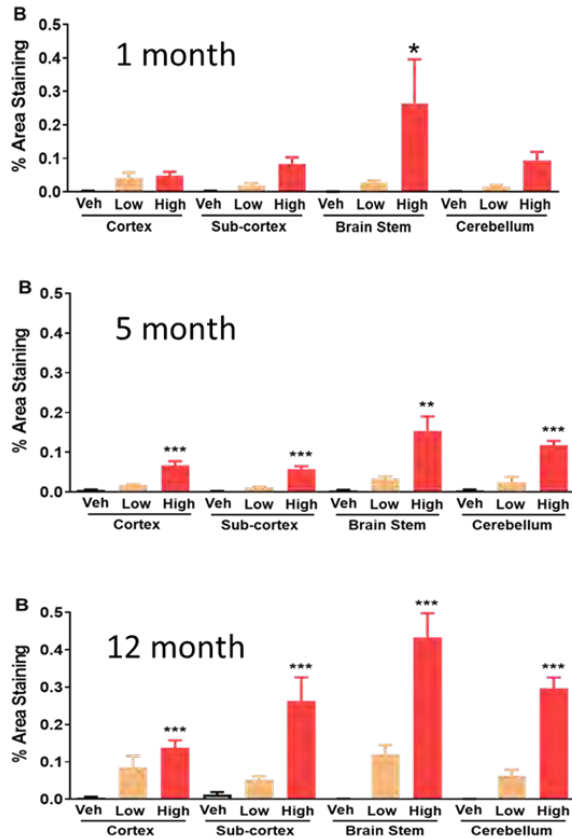 B
1 month
% Area Staining
0.5
0.4
0.3
0.2
0.1
0.0
*
Veh Low High Veh Low High Veh Low High Veh Low High
Cortex Sub-cortex Brain Stem Cerebellum
B
5 month
% Area Staining
0.5
0.4
0.3
0.2
0.1
0.0
*** *** ** ***
Veh Low High Veh Low High Veh Low High Veh Low High
Cortex Sub-cortex Brain Stem Cerebellum
B
12 month
% Area Staining
0.5
0.4
0.3
0.2
0.1
0.0
*** *** *** ***
Veh Low High Veh Low High Veh Low High Veh Low High
Cortex Sub-cortex Brain Stem Cerebellum